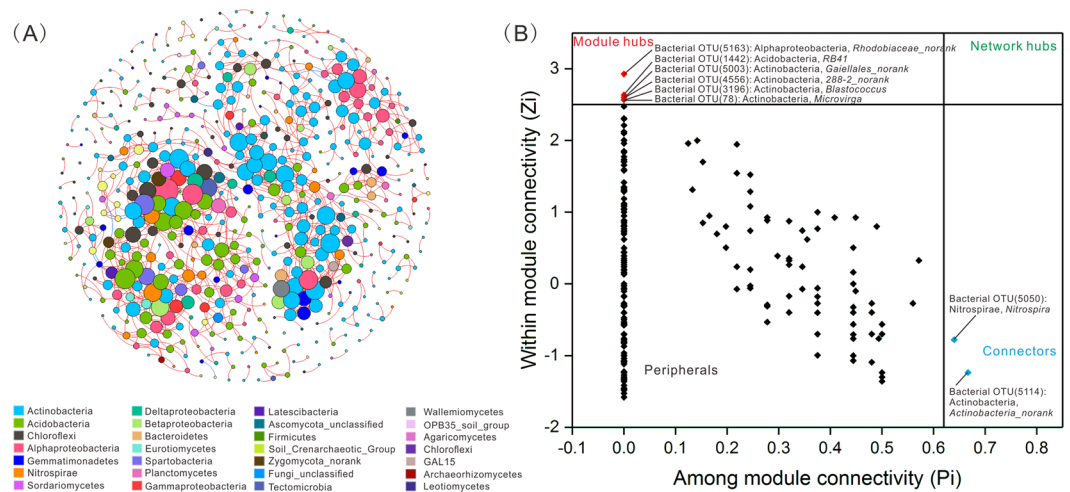 (A)
Actinobacteria
Acidobacteria
Chloroflexi
Alphaproteobacteria
Gemmatimonadetes
Nitrospirae
Sordariomycetes
Deltaproteobacteria
Betaproteobacteria
Bacteroidetes
Eurotiomycetes
Spartobacteria
Planctomycetes
Gammaproteobacteria
Latescibacteria
Ascomycota_unclassified
Firmicutes
Soil_Crenarchaeotic_Group
Zygomycota_norank
Fungi_unclassified
Tectomicrobia
Wallemiomycetes
OPB35_soil_group
Agaricomycetes
Chloroflexi
GAL15
Archaeorhizomycetes
Leotiomycetes
(B)
Module hubs
Network hubs
Bacterial OTU(5163): Alphaproteobacteria, Rhodobiaceae_norank
Bacterial OTU(1442): Acidobacteria, RB41
Bacterial OTU(5003): Actinobacteria, Gaiellales_norank
Bacterial OTU(4556): Actinobacteria, 288-2_norank
Bacterial OTU(3196): Actinobacteria, Blastococcus
Bacterial OTU(78): Actinobacteria, Microvirga
Within module connectivity (Zi)
3
2
1
0
-1
-2
Peripherals
Bacterial OTU(5050):
Nitrospirae, Nitrospira
Connectors
Bacterial OTU(5114):
Actinobacteria,
Actinobacteria_norank
-0.1 0.0 0.1 0.2 0.3 0.4 0.5 0.6 0.7 0.8
Among module connectivity (Pi)